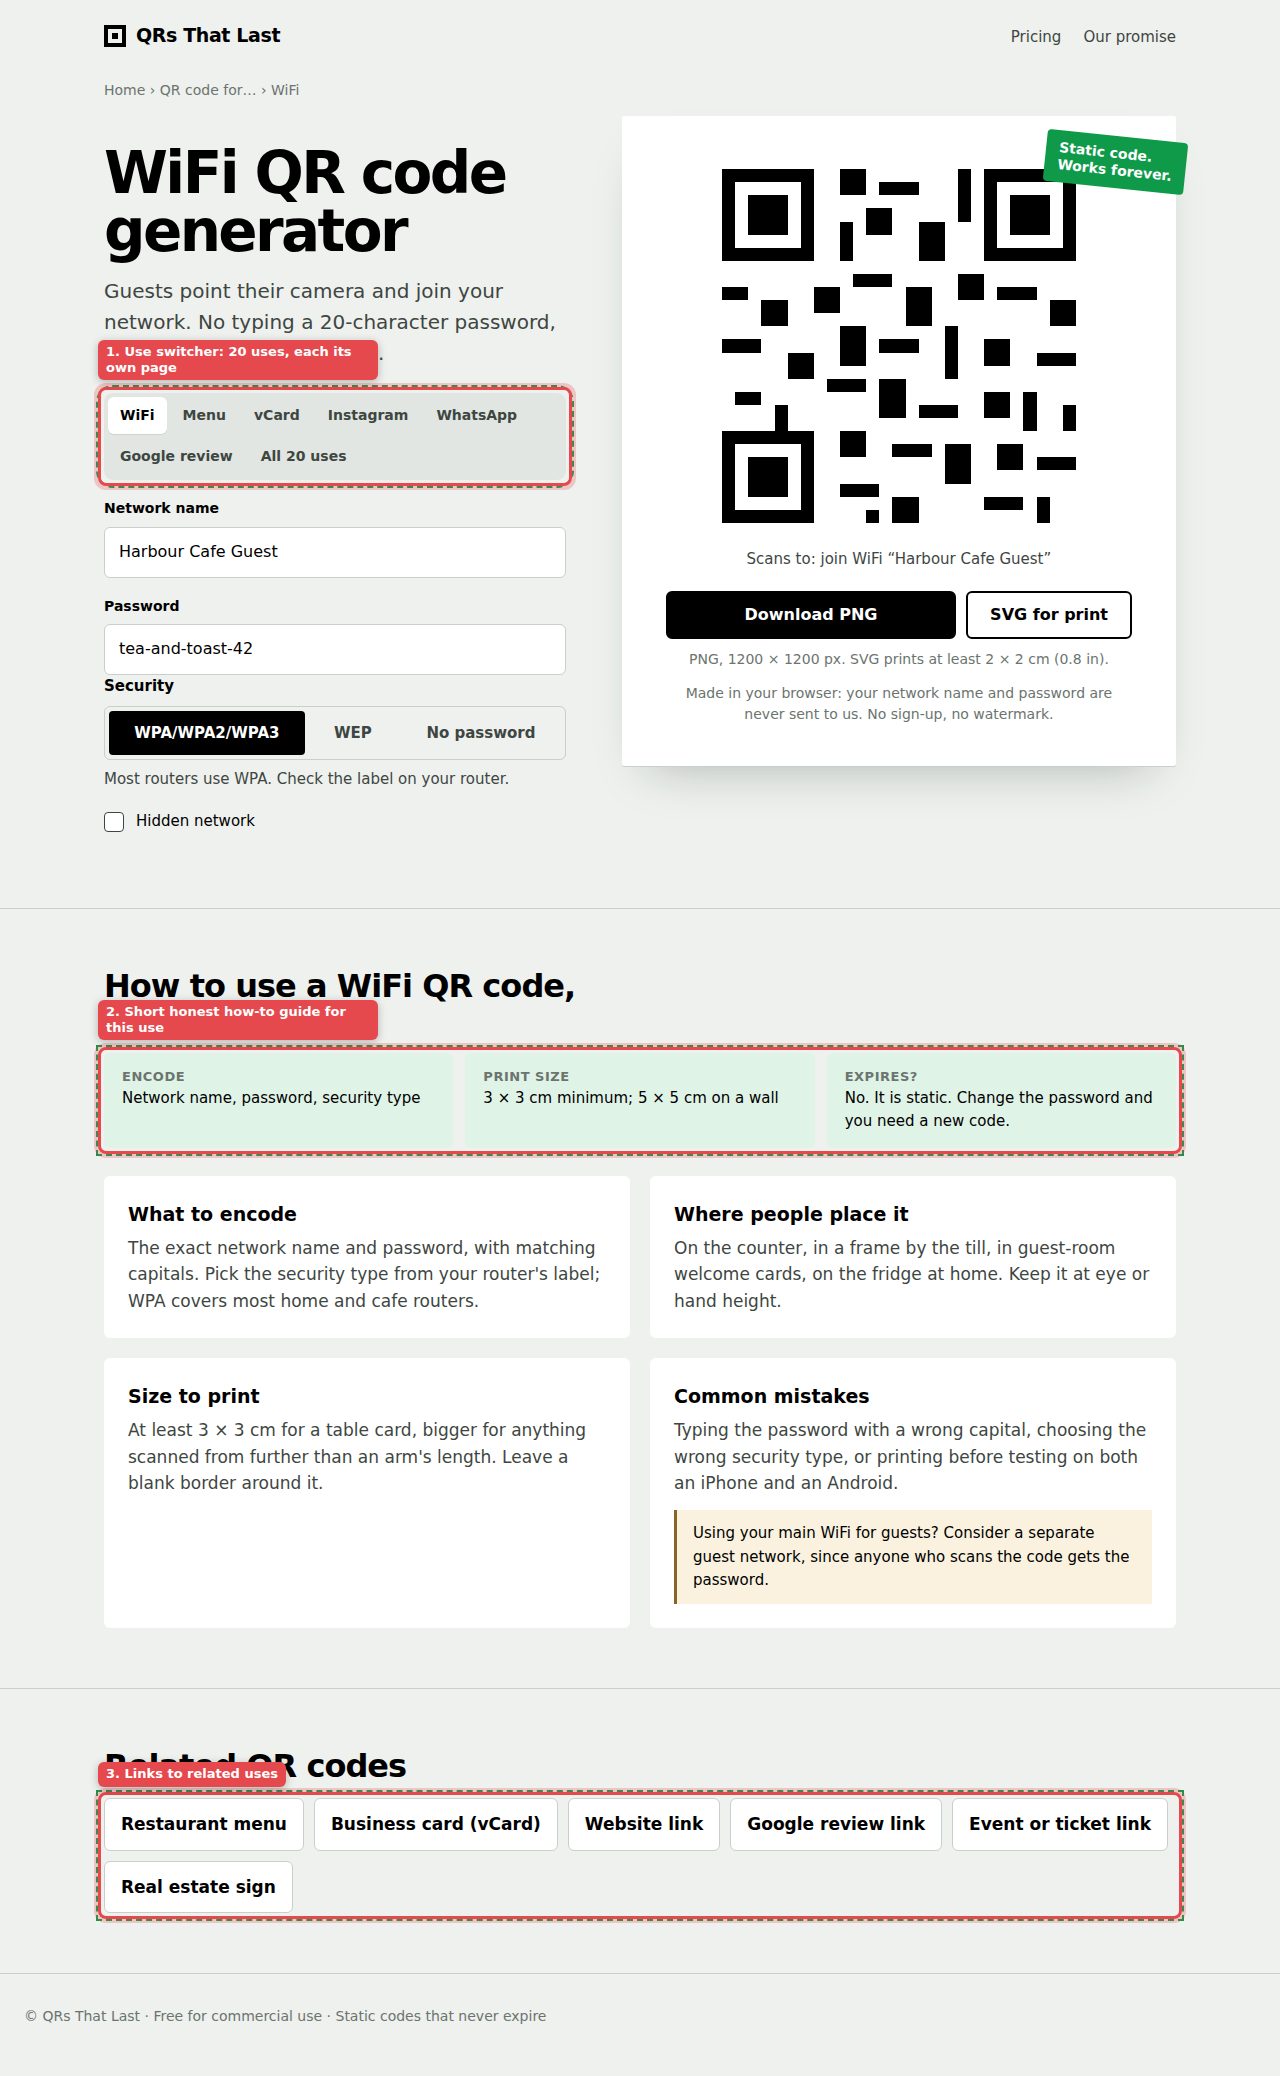 QRs That Last
Pricing
Our promise
Home › QR code for… › WiFi
WiFi QR code
generator
Guests point their camera and join your
network. No typing a 20-character password,
.
1. Use switcher: 20 uses, each its
own page
WiFi
Menu
vCard
Instagram
WhatsApp
Google review
All 20 uses
Network name
Harbour Cafe Guest
Password
tea-and-toast-42
Security
WPA/WPA2/WPA3
WEP
No password
Most routers use WPA. Check the label on your router.
Hidden network
Static code.
Works forever.
Scans to: join WiFi “Harbour Cafe Guest”
Download PNG
SVG for print
PNG, 1200 × 1200 px. SVG prints at least 2 × 2 cm (0.8 in).
Made in your browser: your network name and password are
never sent to us. No sign-up, no watermark.
How to use a WiFi QR code,
2. Short honest how-to guide for
this use
ENCODE
Network name, password, security type
PRINT SIZE
3 × 3 cm minimum; 5 × 5 cm on a wall
EXPIRES?
No. It is static. Change the password and
you need a new code.
What to encode
The exact network name and password, with matching
capitals. Pick the security type from your router's label;
WPA covers most home and cafe routers.
Where people place it
On the counter, in a frame by the till, in guest-room
welcome cards, on the fridge at home. Keep it at eye or
hand height.
Size to print
At least 3 × 3 cm for a table card, bigger for anything
scanned from further than an arm's length. Leave a
blank border around it.
Common mistakes
Typing the password with a wrong capital, choosing the
wrong security type, or printing before testing on both
an iPhone and an Android.
Using your main WiFi for guests? Consider a separate
guest network, since anyone who scans the code gets the
password.
Related QR codes
3. Links to related uses
Restaurant menu
Business card (vCard)
Website link
Google review link
Event or ticket link
Real estate sign
© QRs That Last · Free for commercial use · Static codes that never expire